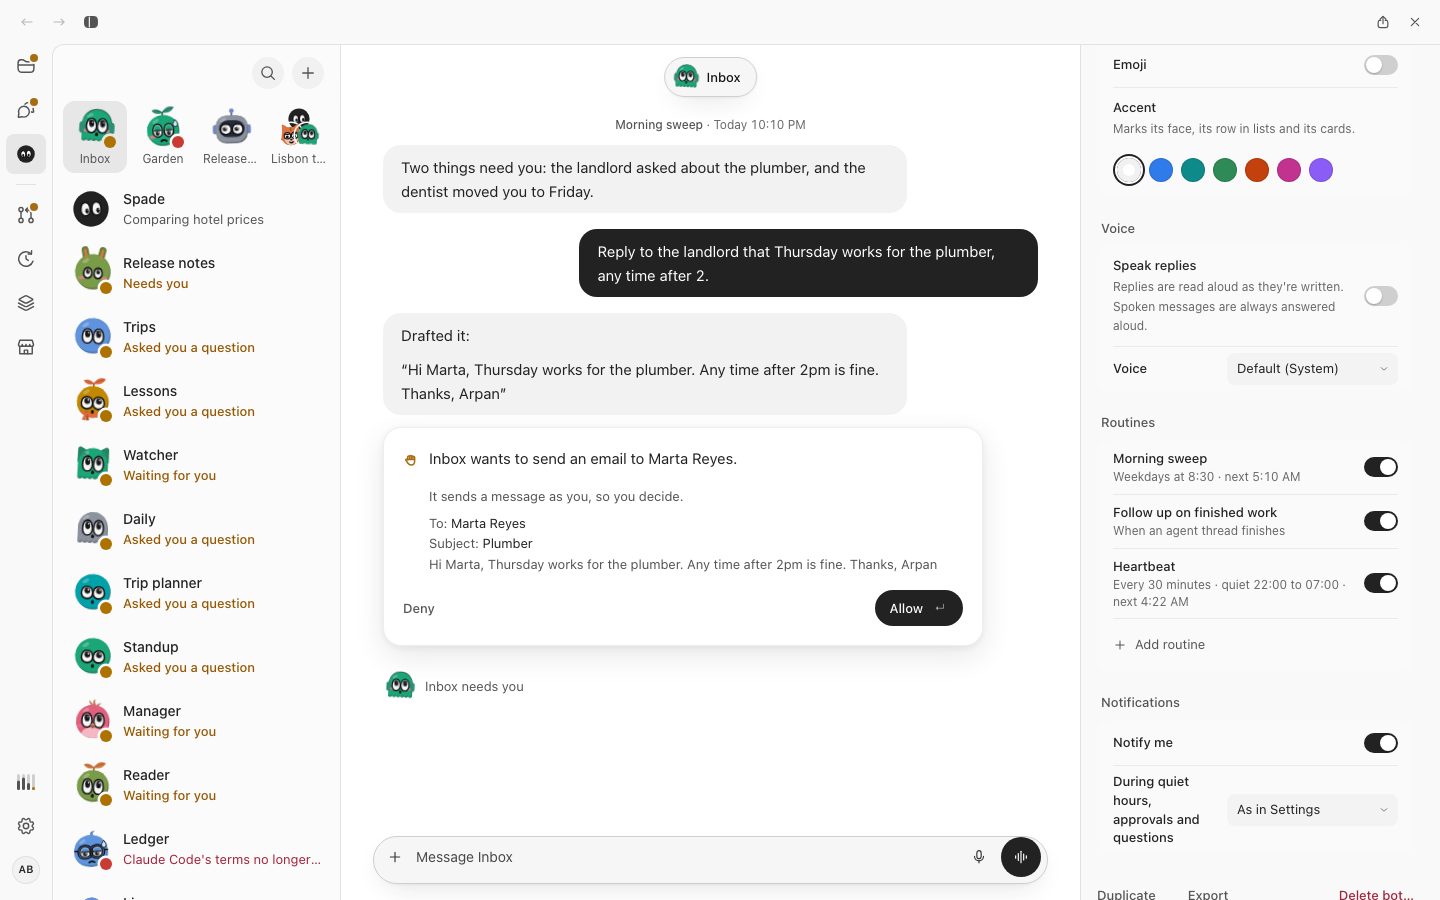 Inbox
Garden
Release...
Lisbon t...
Spade
Comparing hotel prices
Release notes
Needs you
Trips
Asked you a question
Lessons
Asked you a question
Watcher
Waiting for you
Daily
Asked you a question
Trip planner
Asked you a question
Standup
Asked you a question
Manager
Waiting for you
Reader
Waiting for you
Ledger
Claude Code's terms no longer...
AB
Inbox
Morning sweep · Today 10:10 PM
Two things need you: the landlord asked about the plumber, and the
dentist moved you to Friday.
Reply to the landlord that Thursday works for the plumber,
any time after 2.
Drafted it:
“Hi Marta, Thursday works for the plumber. Any time after 2pm is fine.
Thanks, Arpan”
Inbox wants to send an email to Marta Reyes.
It sends a message as you, so you decide.
To: Marta Reyes
Subject: Plumber
Hi Marta, Thursday works for the plumber. Any time after 2pm is fine. Thanks, Arpan
Deny
Allow
Inbox needs you
Message Inbox
Emoji
Accent
Marks its face, its row in lists and its cards.
Voice
Speak replies
Replies are read aloud as they're written.
Spoken messages are always answered
aloud.
Voice
Default (System)
Routines
Morning sweep
Weekdays at 8:30 · next 5:10 AM
Follow up on finished work
When an agent thread finishes
Heartbeat
Every 30 minutes · quiet 22:00 to 07:00 ·
next 4:22 AM
Add routine
Notifications
Notify me
During quiet
hours,
approvals and
questions
As in Settings
Duplicate
Export
Delete bot...